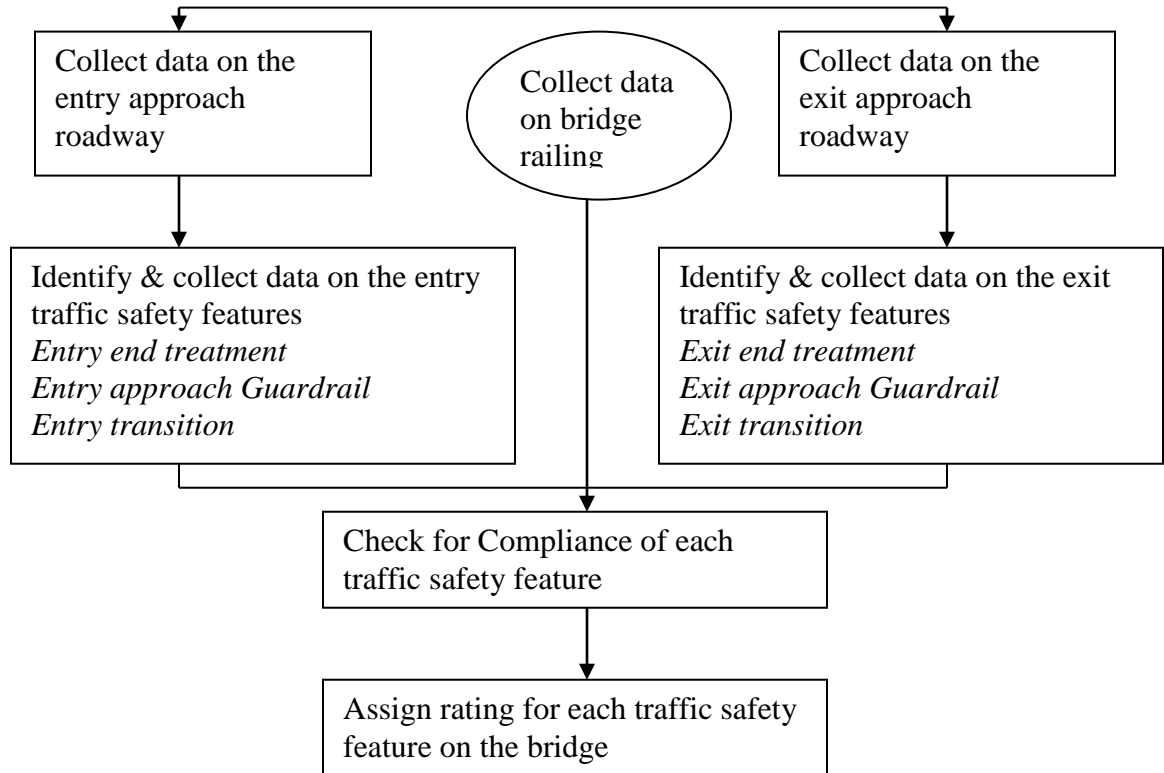 Collect data on the
entry approach
roadway
Collect data
on bridge
railing
Collect data on the
exit approach
roadway
Identify & collect data on the entry
traffic safety features
Entry end treatment
Entry approach Guardrail
Entry transition
Identify & collect data on the exit
traffic safety features
Exit end treatment
Exit approach Guardrail
Exit transition
Check for Compliance of each
traffic safety feature
Assign rating for each traffic safety
feature on the bridge